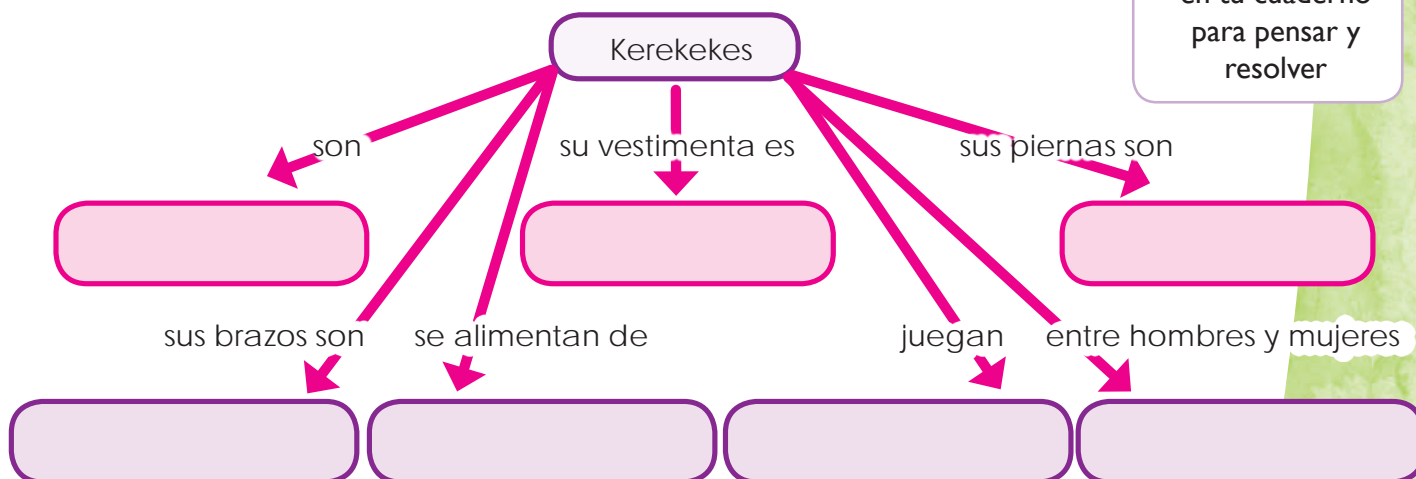 en tu cuaderno
para pensar y
resolver
Kerekekes
son
su vestimenta es
sus piernas son
sus brazos son
se alimentan de
juegan
entre hombres y mujeres